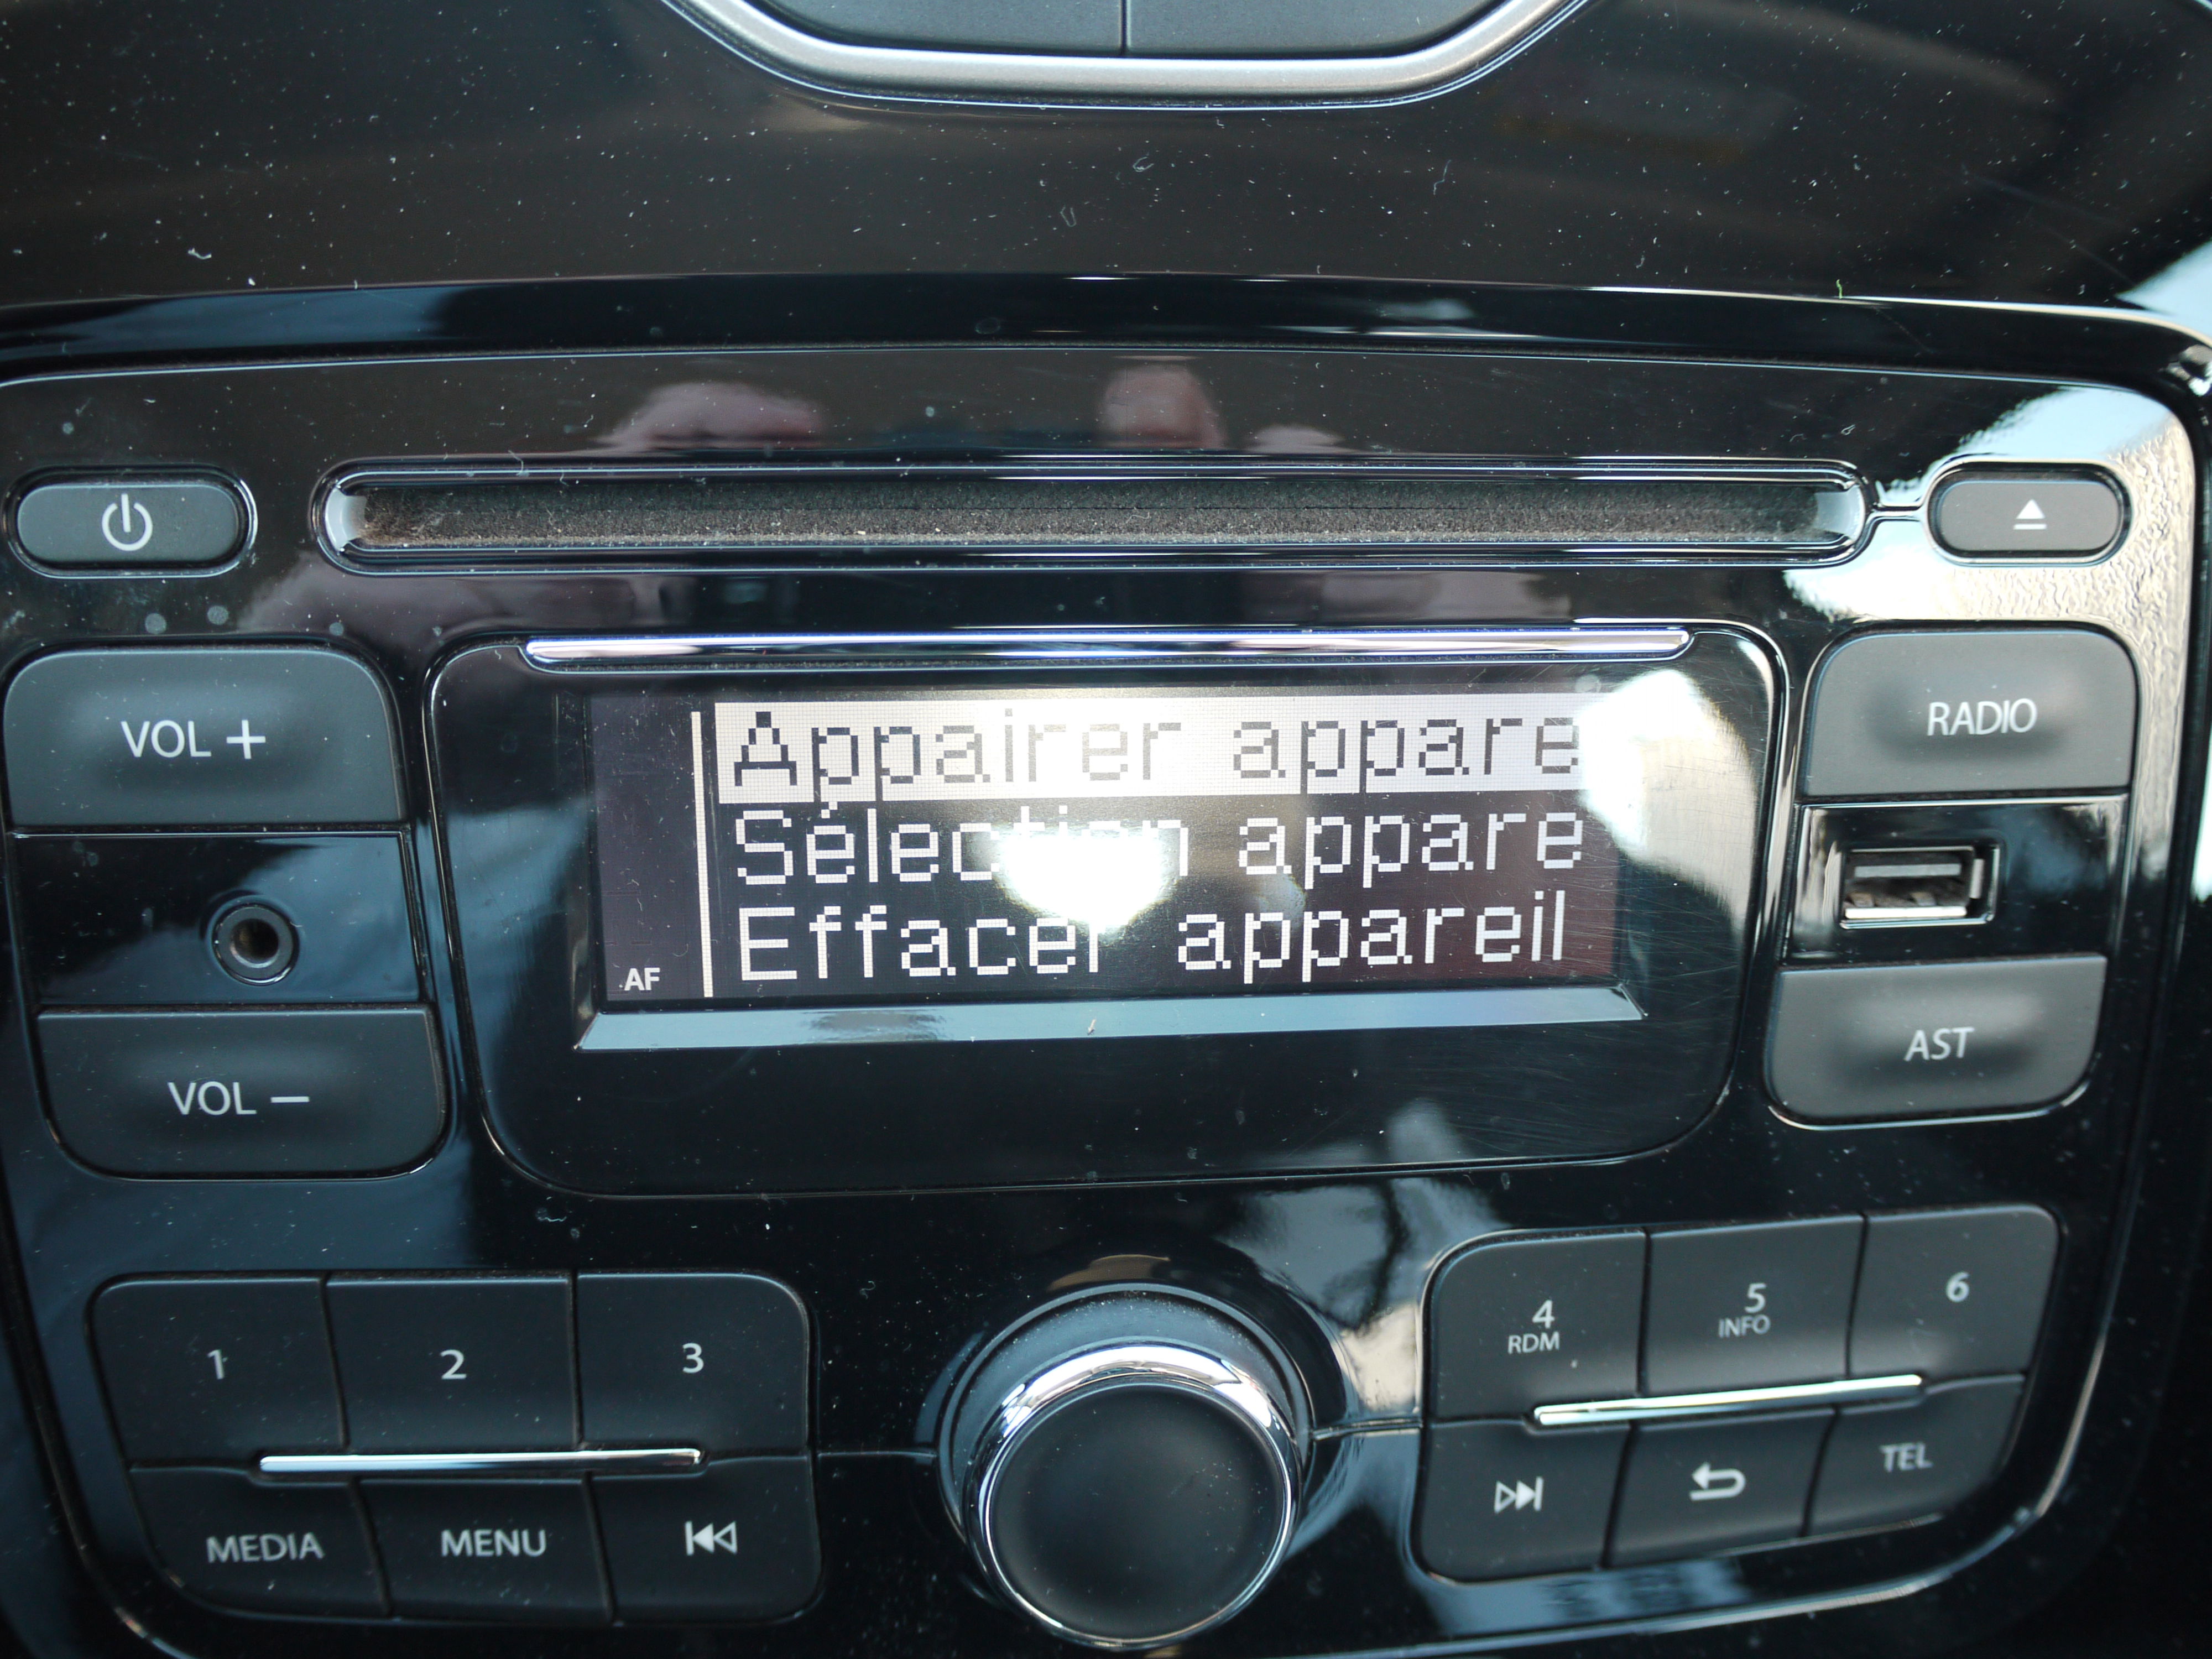 VOL +
RADIO
Appairer appare
Sélection appare
Effacer appareil
AF
VOL –
AST
1
2
3
4
RDM
5
INFO
6
MEDIA
MENU
TEL